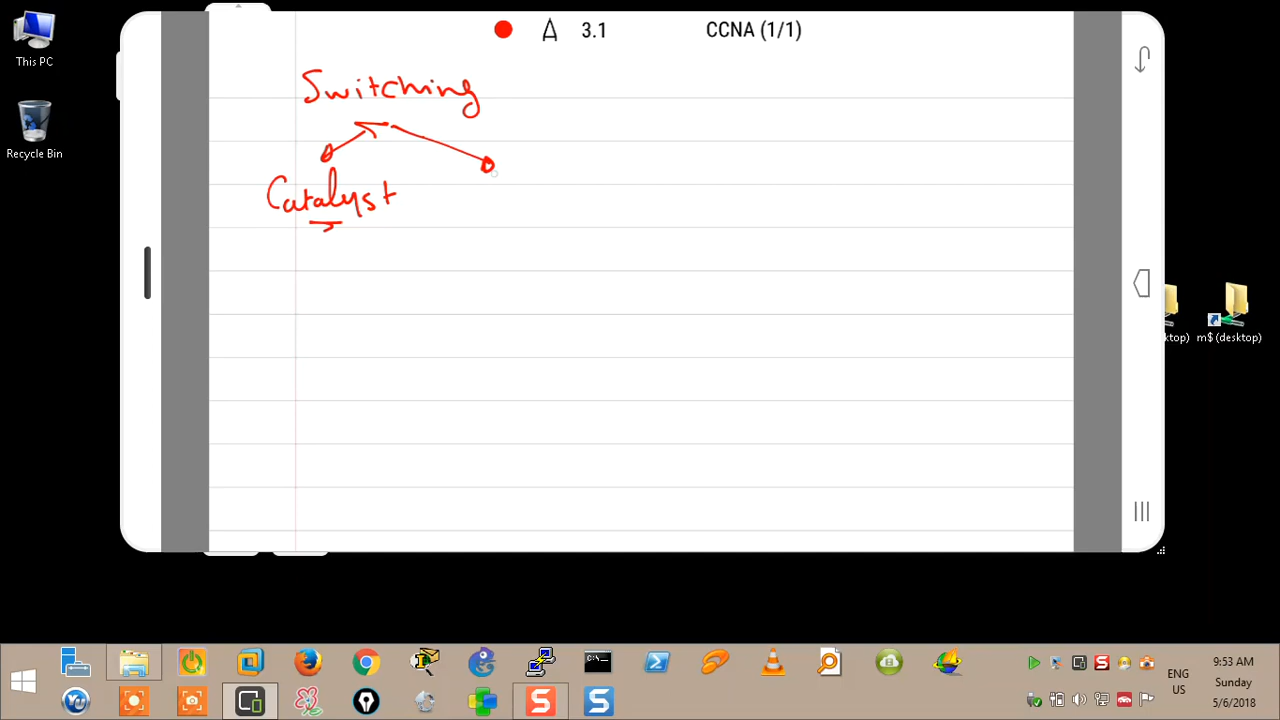 3.1 CCNA (1/1)
This PC
Switching
Recycle Bin
Catalyst
ktop)
m$ (desktop)
ENG
US
9:53 AM
Sunday
5/6/2018